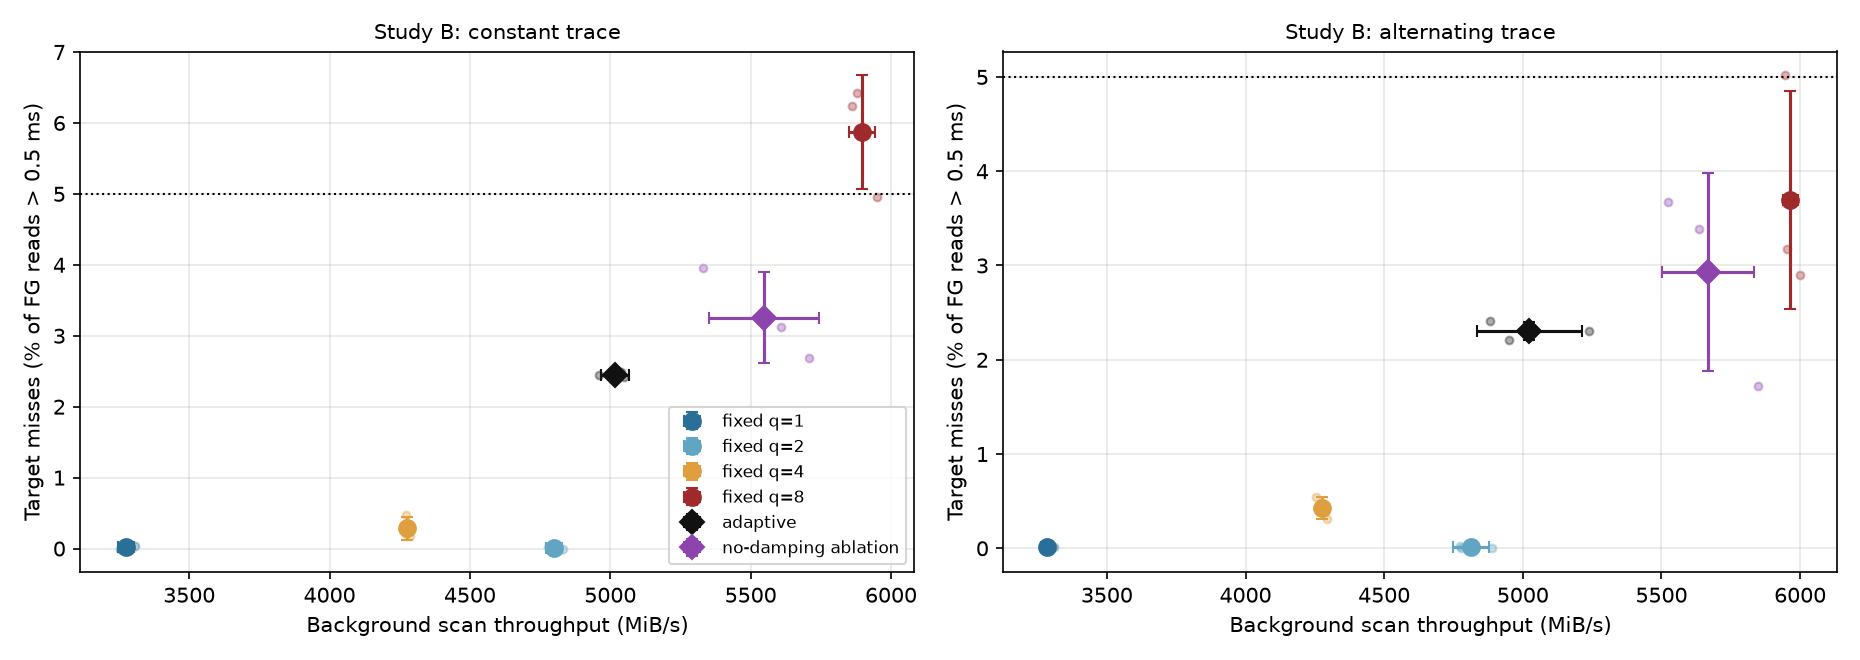 Study B: constant trace
Target misses (% of FG reads > 0.5 ms)
7
6
5
4
3
2
1
0
fixed q=1
fixed q=2
fixed q=4
fixed q=8
adaptive
no-damping ablation
3500 4000 4500 5000 5500 6000
Background scan throughput (MiB/s)
Study B: alternating trace
Target misses (% of FG reads > 0.5 ms)
5
4
3
2
1
0
3500 4000 4500 5000 5500 6000
Background scan throughput (MiB/s)